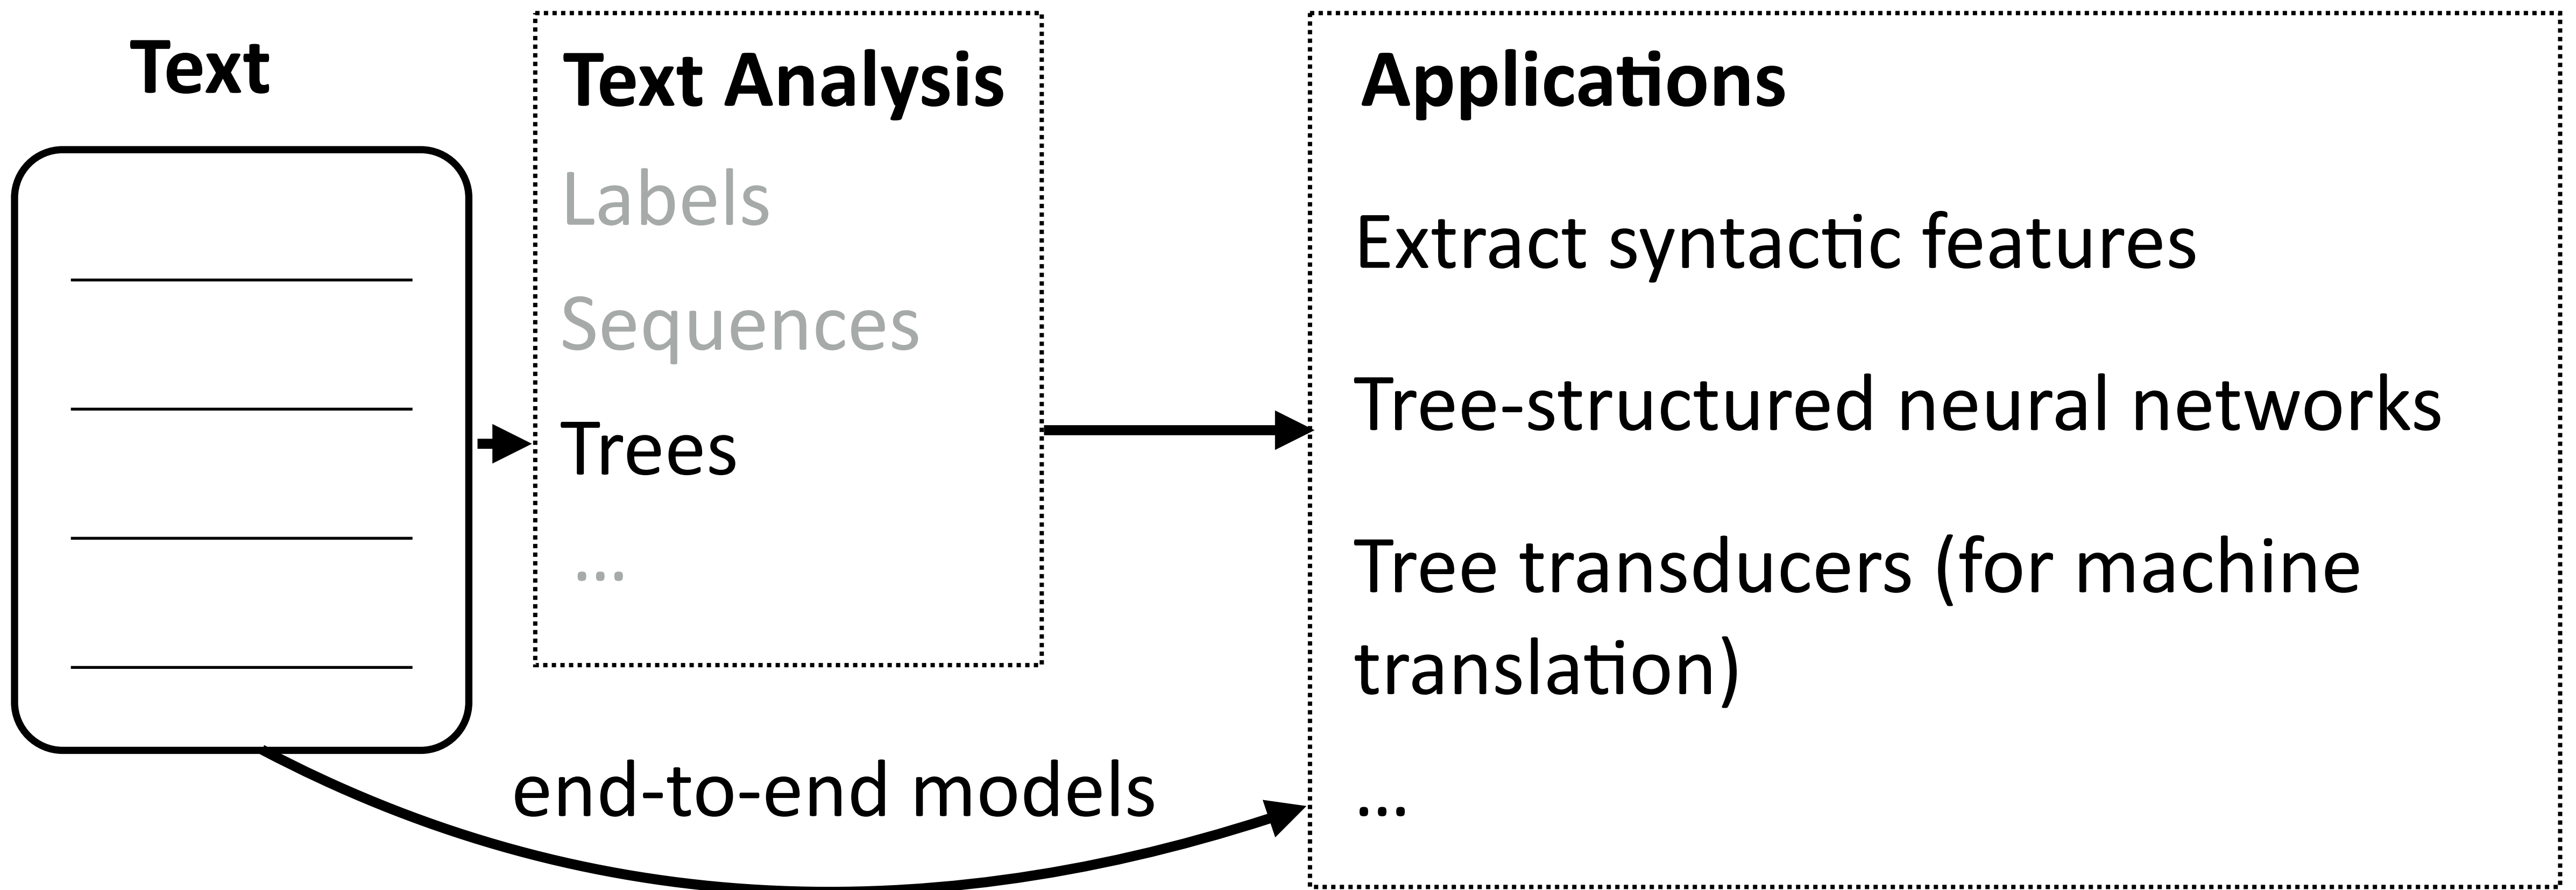 Text
Text Analysis
Labels
Sequences
Trees
...
end-to-end models
Applications
Extract syntactic features
Tree-structured neural networks
Tree transducers (for machine
translation)
...